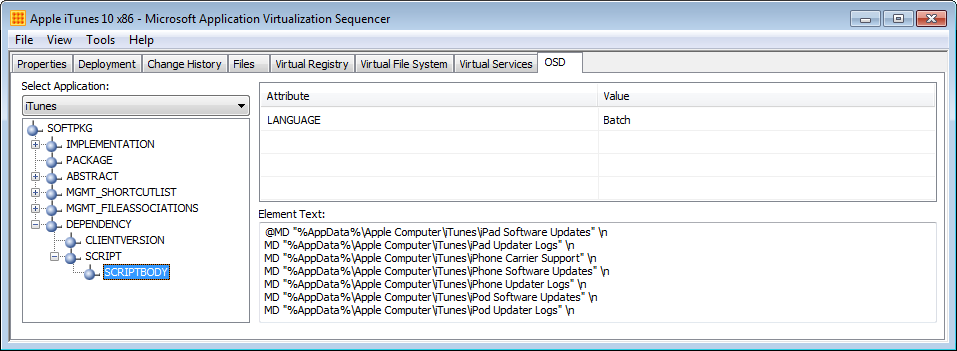 Apple iTunes 10 x86 - Microsoft Application Virtualization Sequencer
File View Tools Help
Properties Deployment Change History Files Virtual Registry Virtual File System Virtual Services OSD
Select Application:
iTunes
SOFTPKG
IMPLEMENTATION
PACKAGE
ABSTRACT
MGMT_SHORTCUTLIST
MGMT_FILEASSOCIATIONS
DEPENDENCY
CLIENTVERSION
SCRIPT
SCRIPTBODY
Attribute Value
LANGUAGE Batch
Element Text:
@MD "%AppData%\Apple Computer\iTunes\iPad Software Updates" \n
MD "%AppData%\Apple Computer\iTunes\iPad Updater Logs" \n
MD "%AppData%\Apple Computer\iTunes\iPhone Carrier Support" \n
MD "%AppData%\Apple Computer\iTunes\iPhone Software Updates" \n
MD "%AppData%\Apple Computer\iTunes\iPhone Updater Logs" \n
MD "%AppData%\Apple Computer\iTunes\iPod Software Updates" \n
MD "%AppData%\Apple Computer\iTunes\iPod Updater Logs" \n